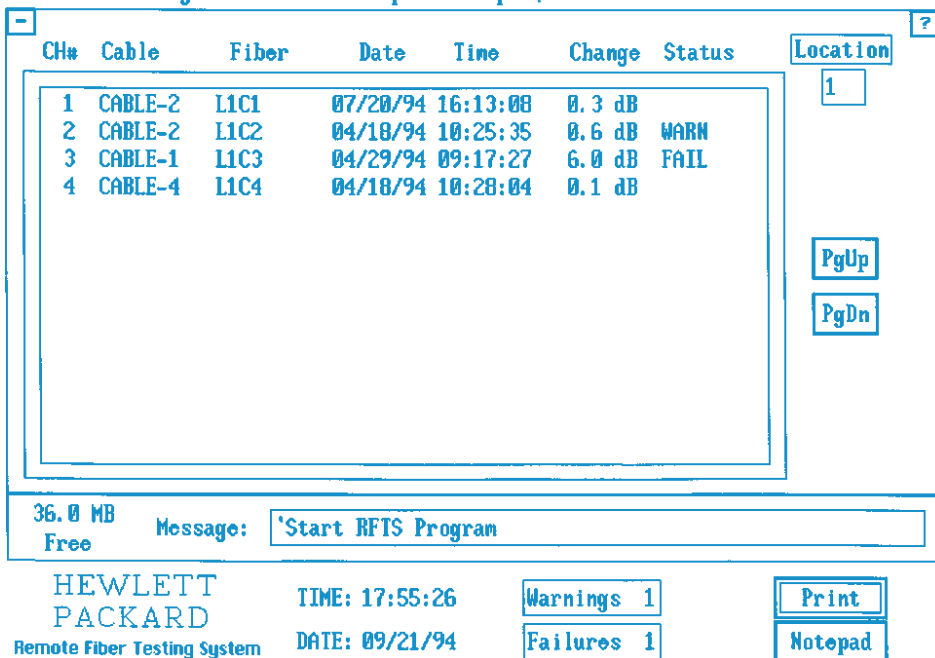 -
?
CH# Cable Fiber Date Time Change Status
Location
1
1 CABLE-2 L1C1 07/20/94 16:13:08 0.3 dB
2 CABLE-2 L1C2 04/18/94 10:25:35 0.6 dB WARN
3 CABLE-1 L1C3 04/29/94 09:17:27 6.0 dB FAIL
4 CABLE-4 L1C4 04/18/94 10:28:04 0.1 dB
PgUp
PgDn
36.0 MB
Free
Message: 'Start RFTS Program
HEWLETT
PACKARD
Remote Fiber Testing System
TIME: 17:55:26
DATE: 09/21/94
Warnings 1
Failures 1
Print
Notepad